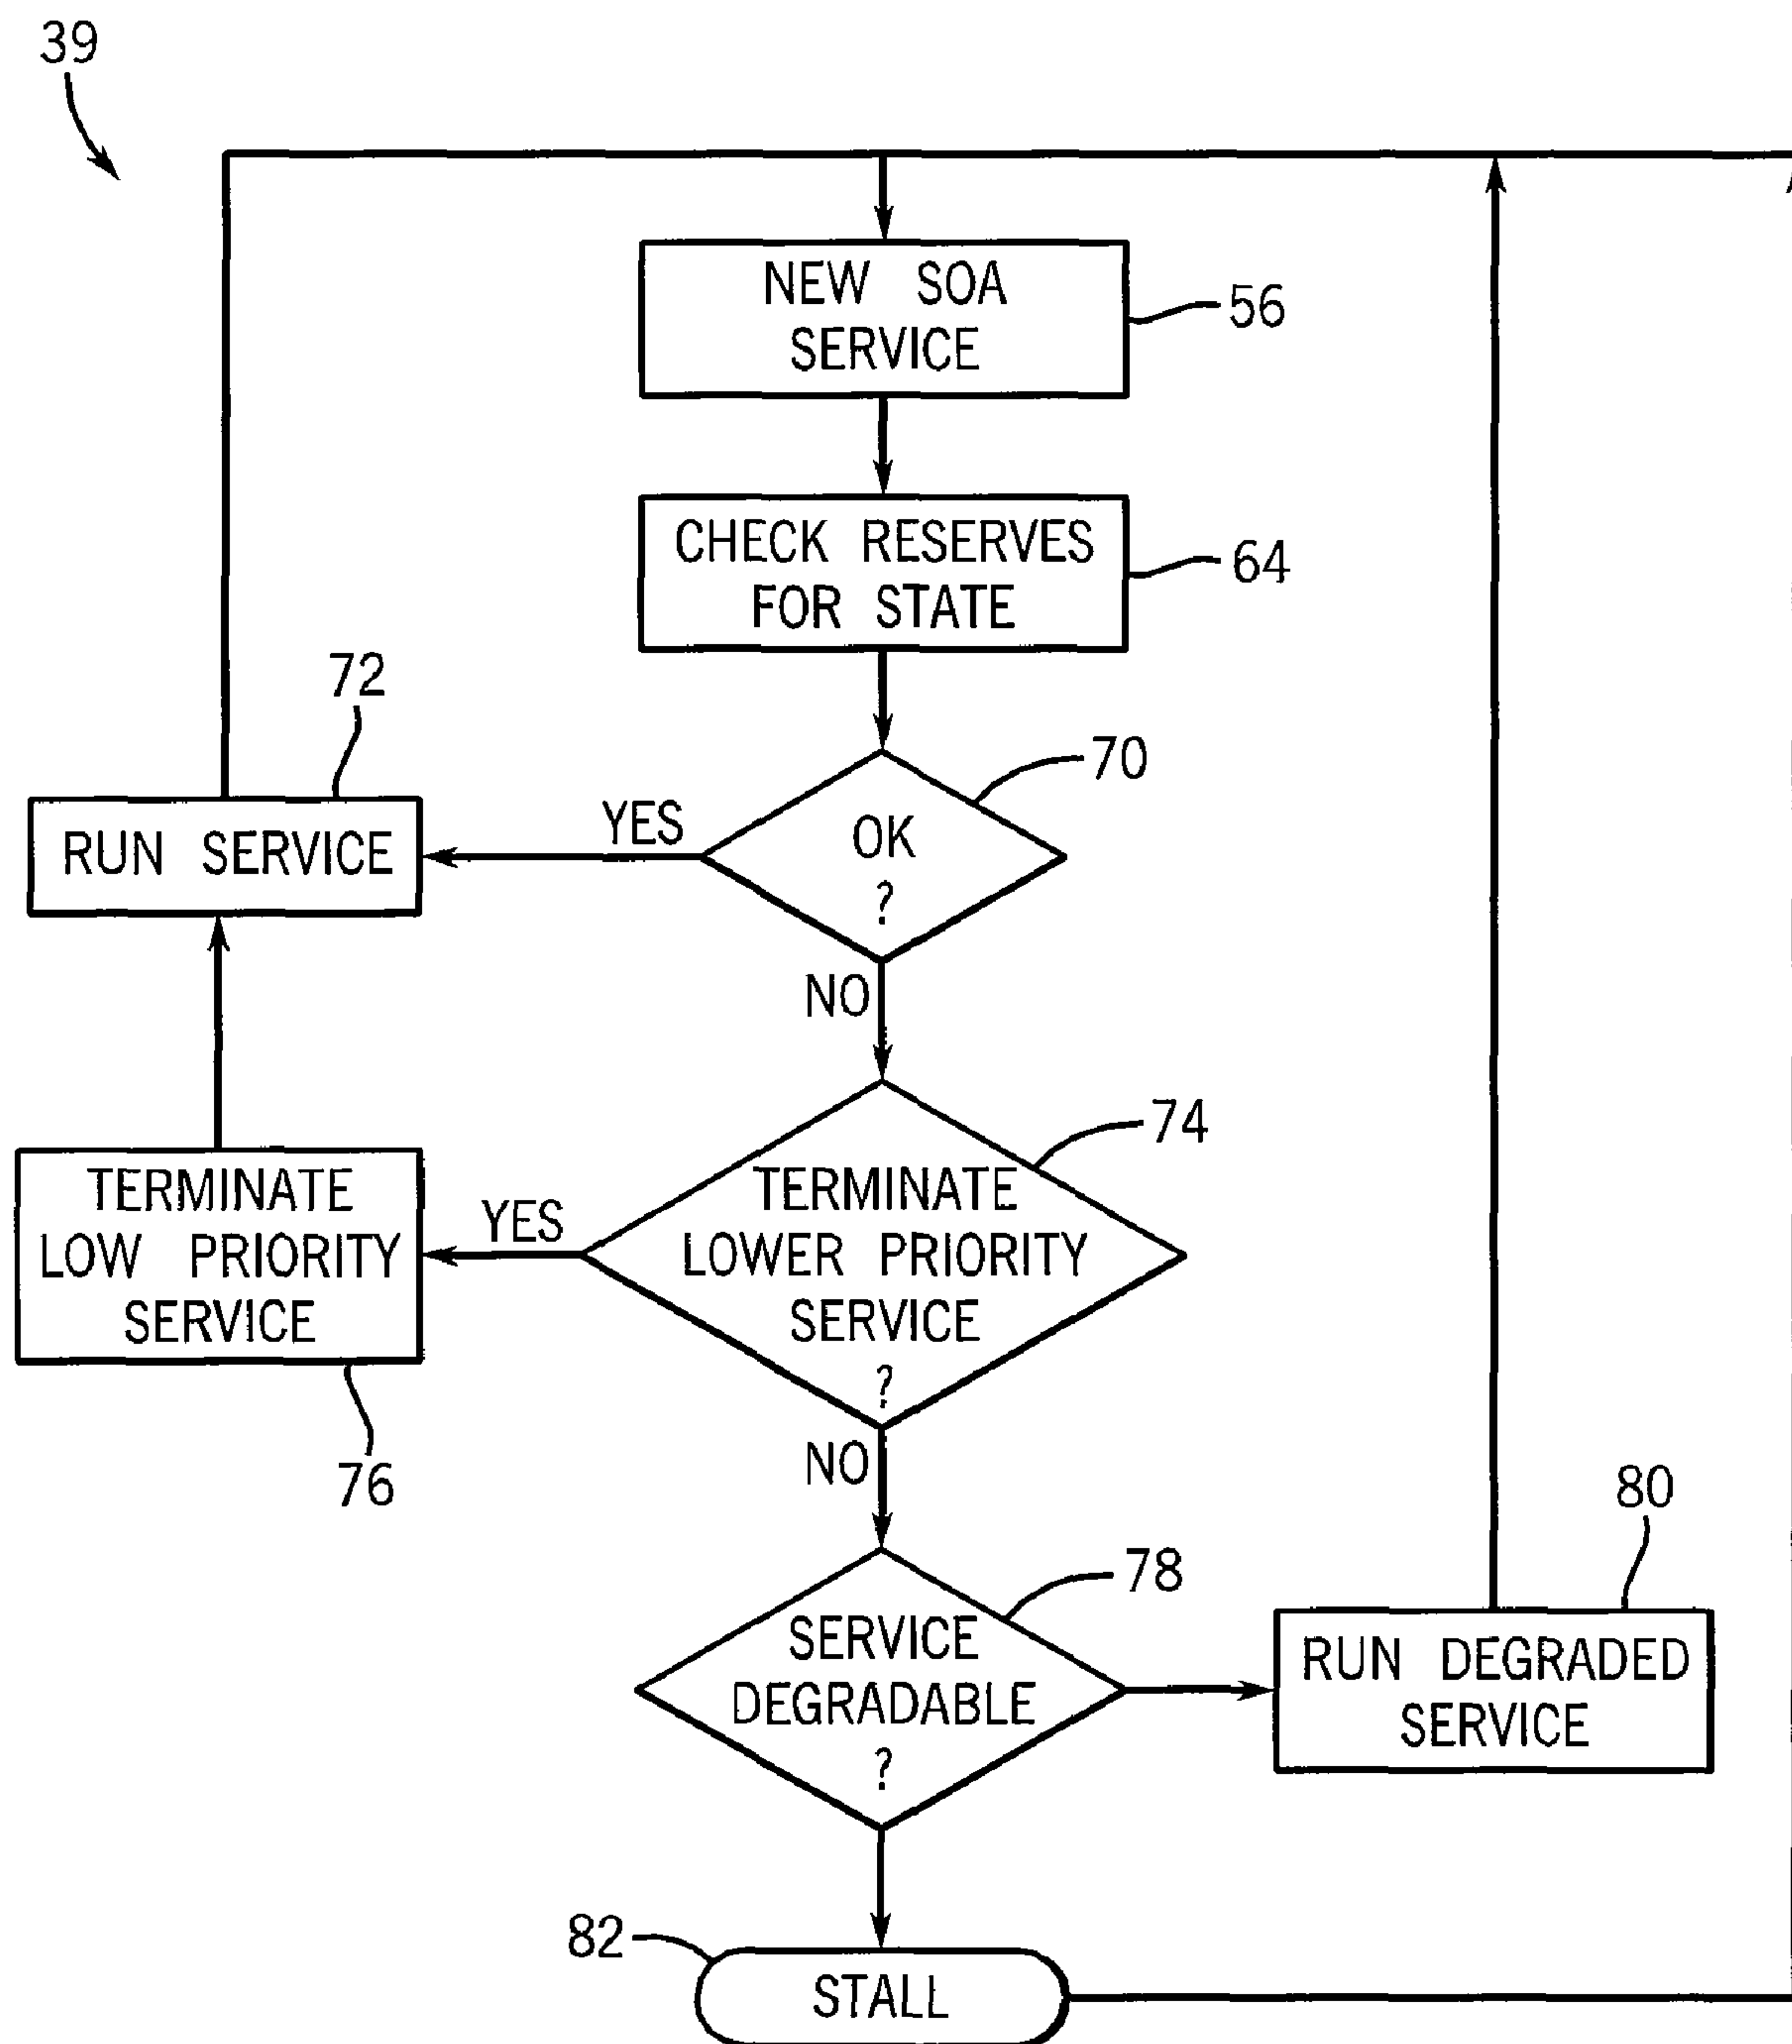 39
NEW SOA
SERVICE
56
CHECK RESERVES
FOR STATE
64
72
70
RUN SERVICE
YES
OK
?
NO
74
TERMINATE
LOW PRIORITY
SERVICE
YES
TERMINATE
LOWER PRIORITY
SERVICE
?
76
NO
80
78
SERVICE
DEGRADABLE
?
RUN DEGRADED
SERVICE
82
STALL